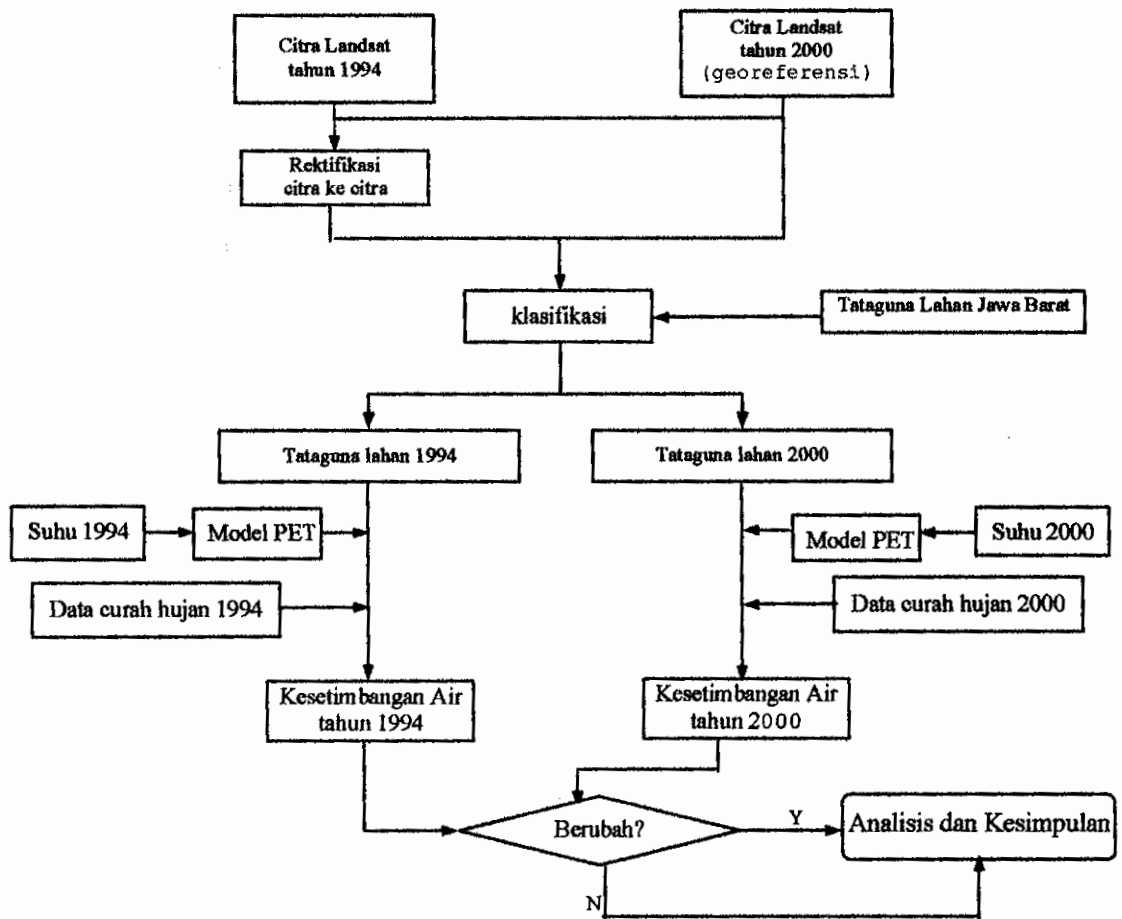 Citra Landsat
tahun 1994
Citra Landsat
tahun 2000
(georeferensi)
Rektifikasi
citra ke citra
klasifikasi
Tataguna Lahan Jawa Barat
Tataguna lahan 1994
Tataguna lahan 2000
Suhu 1994
Model PET
Model PET
Suhu 2000
Data curah hujan 1994
Data curah hujan 2000
Kesetimbangan Air
tahun 1994
Kesetimbangan Air
tahun 2000
Berubah?
Y
Analisis dan Kesimpulan
N